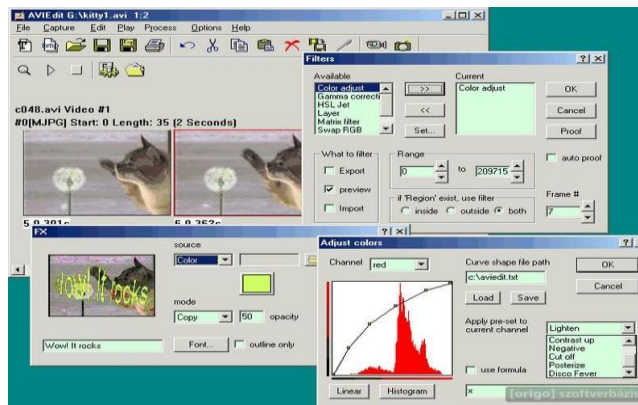 AVIEdit G:\kitty1.avi 1:2
File Capture Edit Play Process Options Help
c048.avi Video #1
#0[MJPG] Start: 0 Length: 35 (2 Seconds)
Filters
Available
Color adjust
Gamma correcti
HSL Jet
Layer
Matrix filter
Swap RGB
>>
<<
Set...
Current
Color adjust
OK
Cancel
Proof
auto proof
What to filter
Export
preview
Import
Range
0 to 209715
if 'Region' exist, use filter
inside outside both
Frame #
7
FX
source
Color
mode
Copy 50 opacity
Wow! It rocks
Font... outline only
Adjust colors
Channel red
Curve shape file path
c:\aviedit.txt
Load Save
OK
Cancel
Apply pre-set to
current channel
Lighten
Contrast up
Negative
Cut off
Posterize
Disco Fever
use formula
x
Linear Histogram
[origo] szoftverbázis